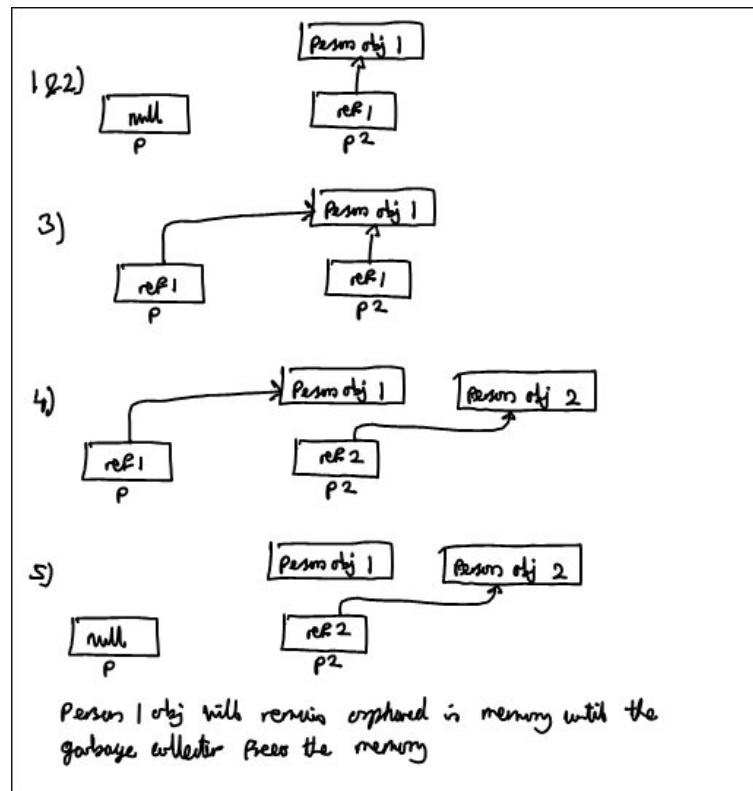 Person obj 1
1&2)
null
ref 1
P
P2
3)
Person obj 1
ref 1
ref 1
P
P2
4)
Person obj 1
Person obj 2
ref 1
ref 2
P
P2
5)
Person obj 1
Person obj 2
null
ref 2
P
P2
Person 1 obj will remain orphaned in memory until the
garbage collector frees the memory